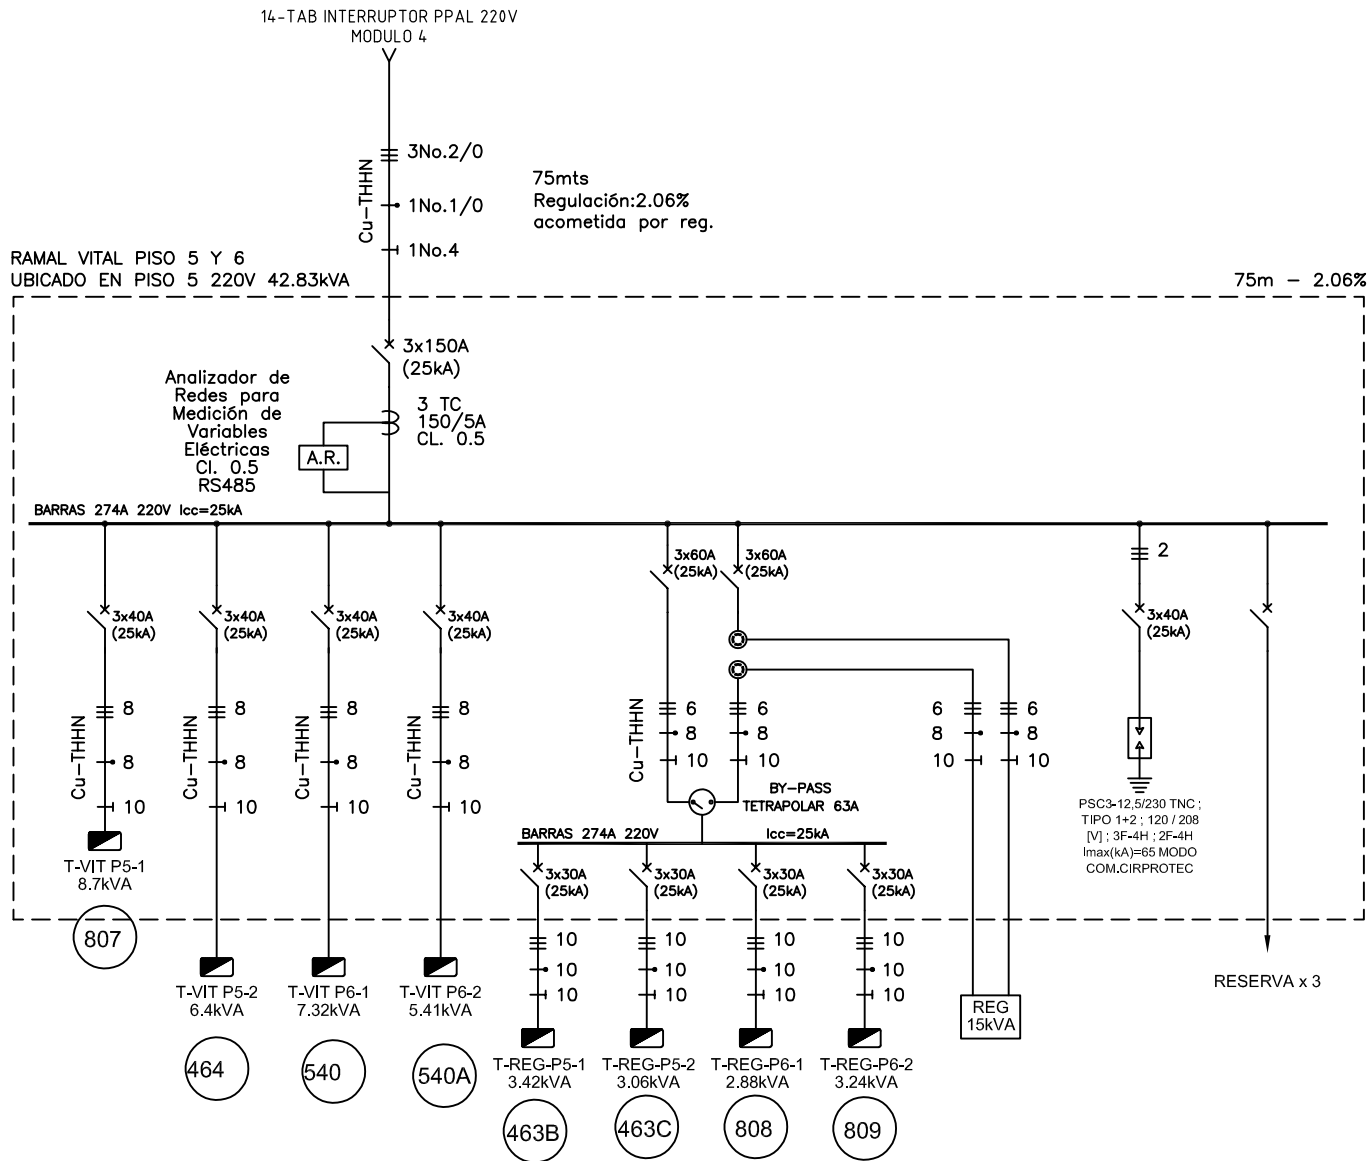 14-TAB INTERRUPTOR PPAL 220V
MODULO 4
3No.2/0
Cu-THHN
1No.1/0
1No.4
75mts
Regulación:2.06%
acometida por reg.
RAMAL VITAL PISO 5 Y 6
UBICADO EN PISO 5 220V 42.83kVA
75m - 2.06%
3x150A
(25kA)
Analizador de
Redes para
Medición de
Variables
Eléctricas
Cl. 0.5
RS485
A.R.
3 TC
150/5A
CL. 0.5
BARRAS 274A 220V Icc=25kA
3x40A
(25kA)
3x40A
(25kA)
3x40A
(25kA)
3x40A
(25kA)
3x60A
(25kA)
3x60A
(25kA)
2
3x40A
(25kA)
Cu-THHN
8
8
10
Cu-THHN
8
8
10
Cu-THHN
8
8
10
Cu-THHN
8
8
10
Cu-THHN
6
8
10
6
8
10
6
8
10
6
8
10
BY-PASS
TETRAPOLAR 63A
PSC3-12,5/230 TNC ;
TIPO 1+2 ; 120 / 208
[V] ; 3F-4H ; 2F-4H
Imax(kA)=65 MODO
COM.CIRPROTEC
BARRAS 274A 220V
Icc=25kA
3x30A
(25kA)
3x30A
(25kA)
3x30A
(25kA)
3x30A
(25kA)
T-VIT P5-1
8.7kVA
807
T-VIT P5-2
6.4kVA
464
T-VIT P6-1
7.32kVA
540
T-VIT P6-2
5.41kVA
540A
10
10
10
10
10
10
10
10
10
10
10
10
T-REG-P5-1
3.42kVA
463B
T-REG-P5-2
3.06kVA
463C
T-REG-P6-1
2.88kVA
808
T-REG-P6-2
3.24kVA
809
REG
15kVA
RESERVA x 3